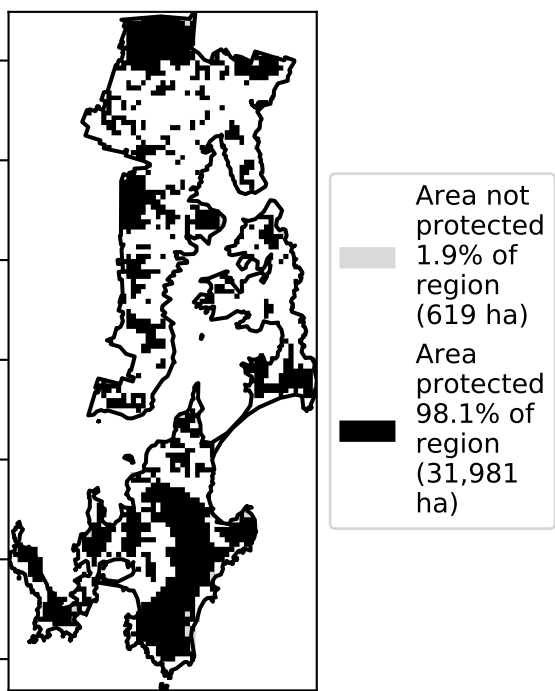 Area not
protected
1.9% of
region
(619 ha)
Area
protected
98.1% of
region
(31,981
ha)